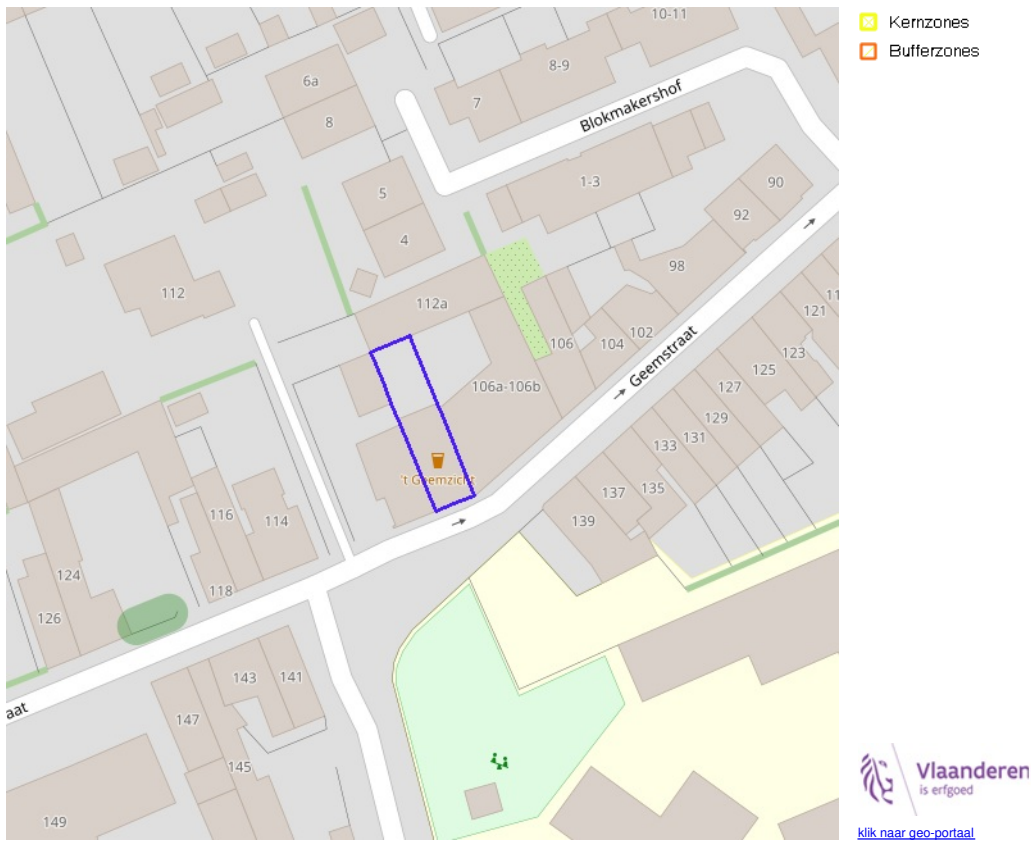 10-11
8-9
6a
7
8
Blokmakershof
1-3
5
90
92
4
98
112
112a
121
11
102
106
104
123
Geemstraat
125
106a-106b
127
129
131
133
't Geemzicht
135
137
139
116
114
124
118
126
143
141
147
aat
145
149
Kernzones
Bufferzones
Vlaanderen
is erfgoed
klik naar geo-portaal